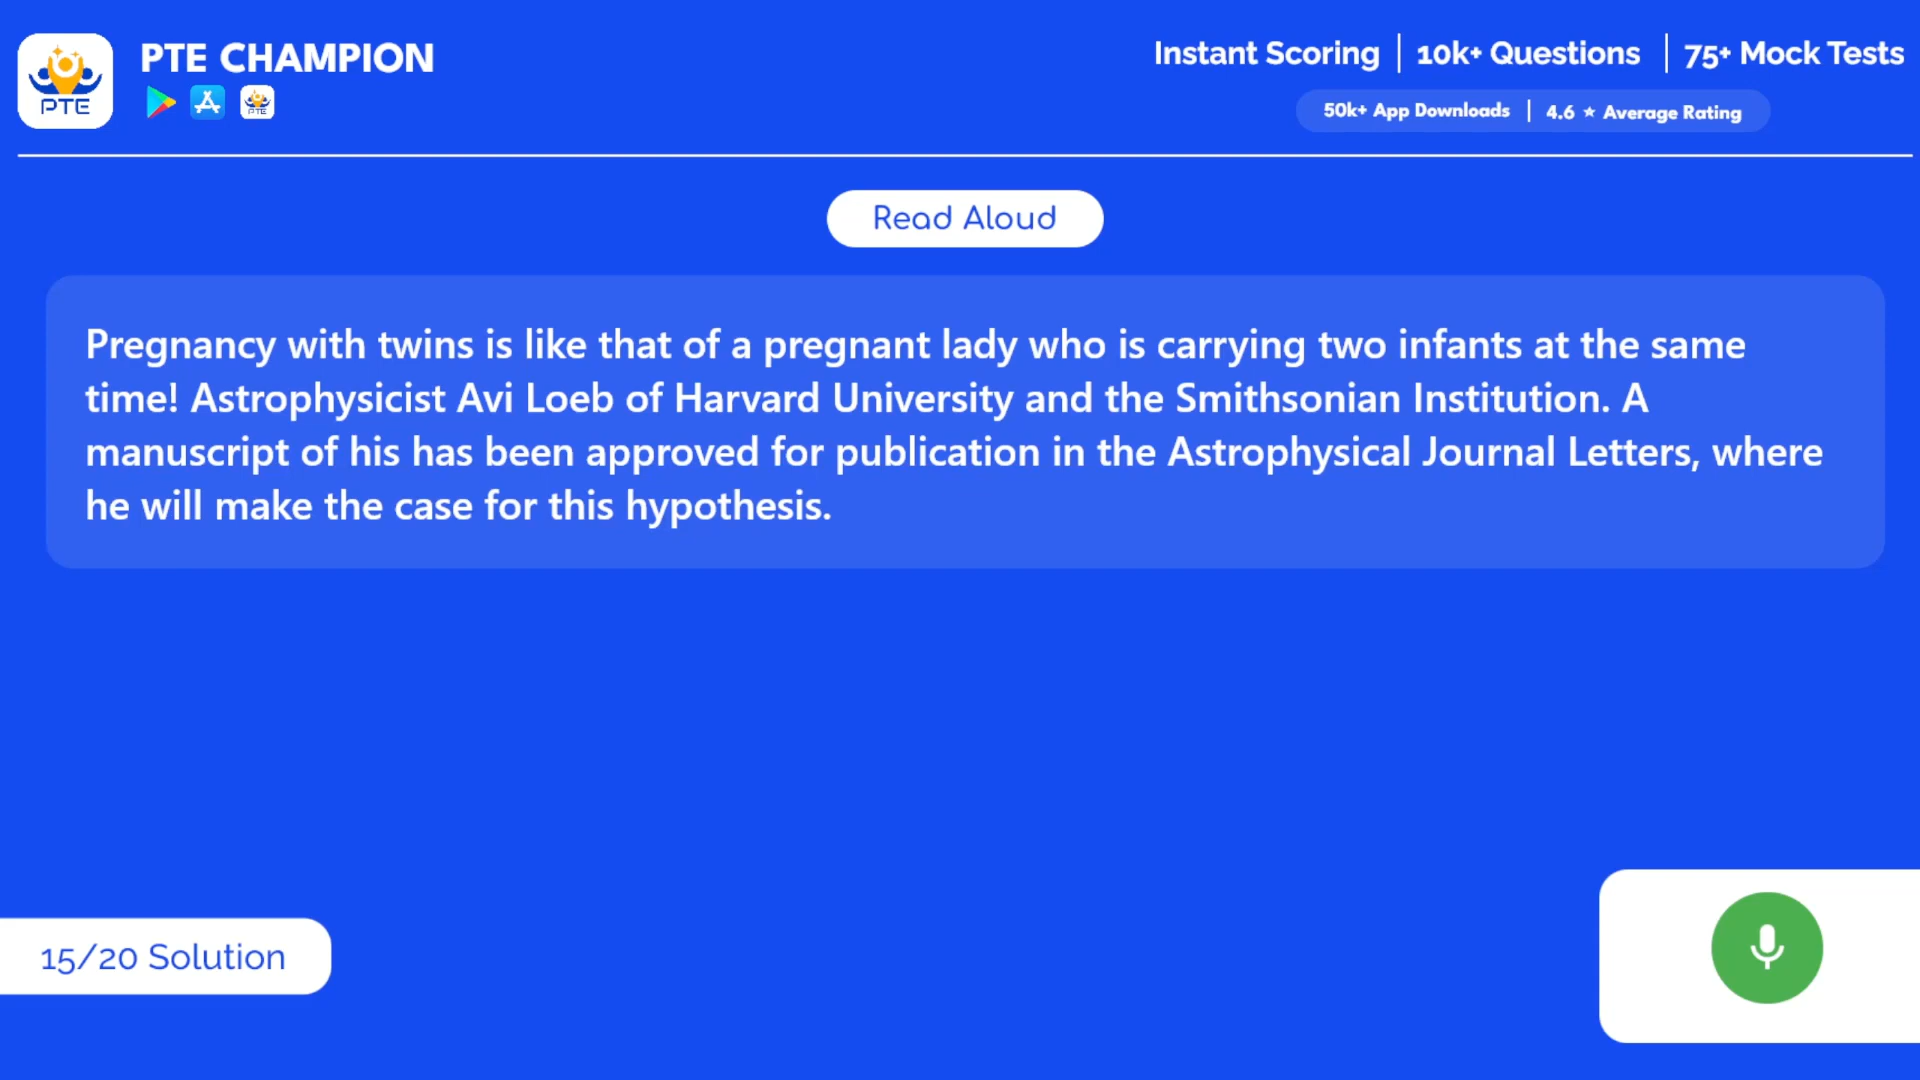 PTE CHAMPION
PTE
PTE
Instant Scoring | 10k+ Questions | 75+ Mock Tests
50k+ App Downloads | 4.6 ★ Average Rating
Read Aloud
Pregnancy with twins is like that of a pregnant lady who is carrying two infants at the same
time! Astrophysicist Avi Loeb of Harvard University and the Smithsonian Institution. A
manuscript of his has been approved for publication in the Astrophysical Journal Letters, where
he will make the case for this hypothesis.
15/20 Solution